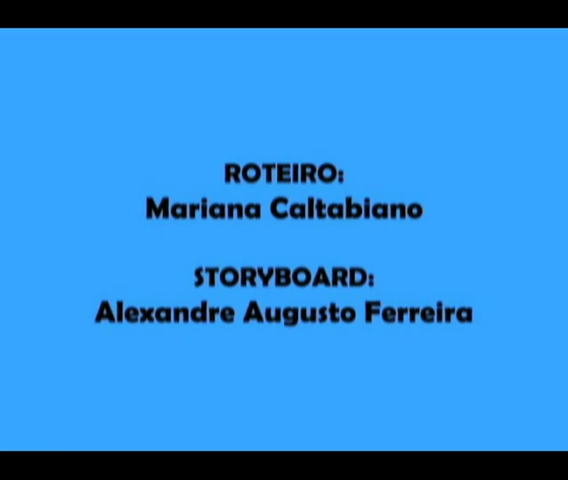 ROTEIRO:
Mariana Caltabiano
STORYBOARD:
Alexandre Augusto Ferreira